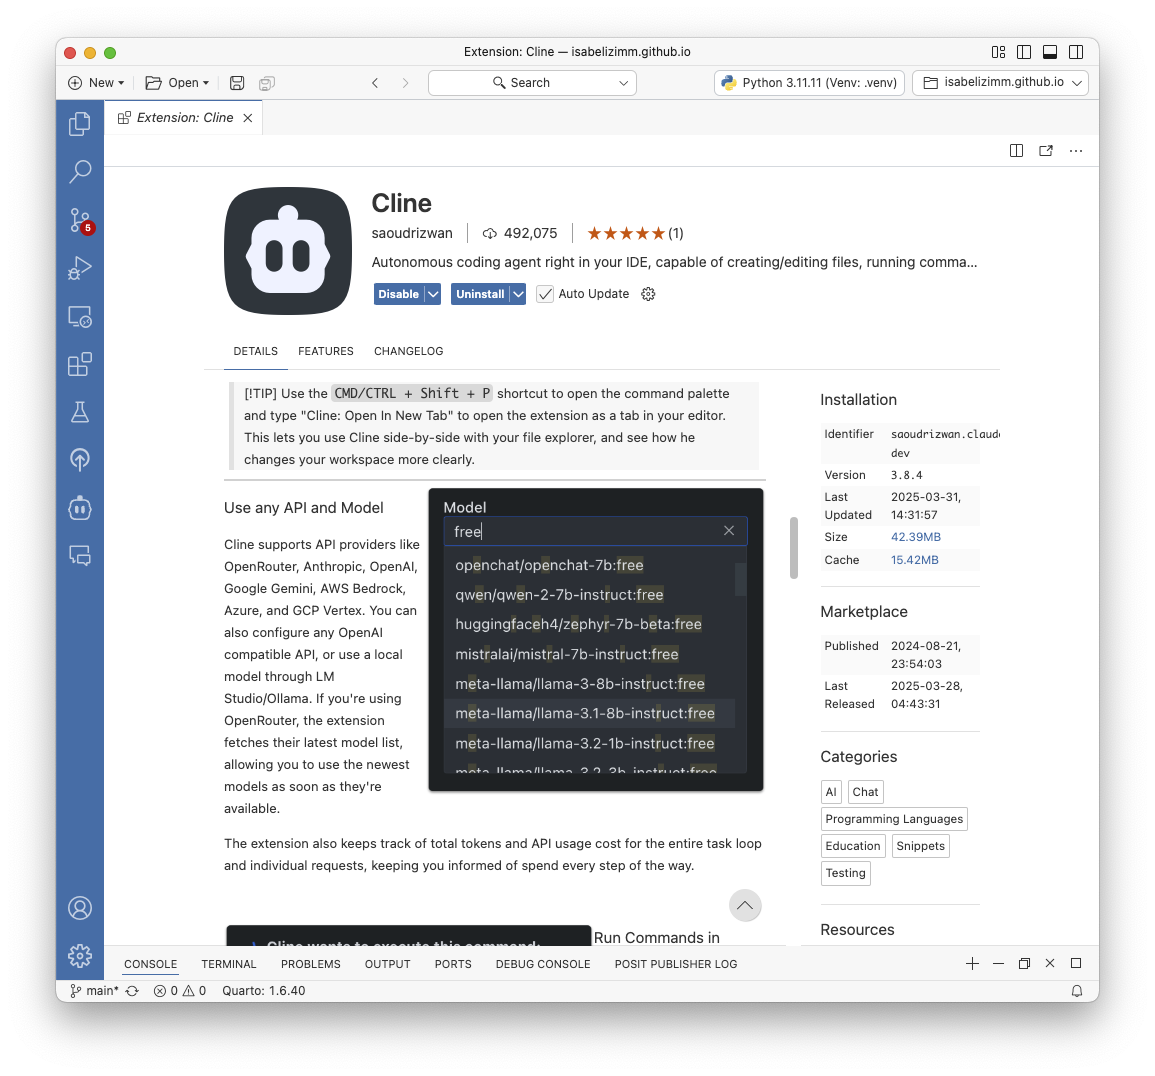 Extension: Cline — isabelizimm.github.io
New
Open
Search
Python 3.11.11 (Venv: .venv)
isabelizimm.github.io
Extension: Cline
5
Cline
saoudrizwan
492,075
(1)
Autonomous coding agent right in your IDE, capable of creating/editing files, running comma...
Disable
Uninstall
Auto Update
DETAILS
FEATURES
CHANGELOG
[!TIP] Use the CMD/CTRL + Shift + P shortcut to open the command palette
and type "Cline: Open In New Tab" to open the extension as a tab in your editor.
This lets you use Cline side-by-side with your file explorer, and see how he
changes your workspace more clearly.
Use any API and Model
Cline supports API providers like
OpenRouter, Anthropic, OpenAI,
Google Gemini, AWS Bedrock,
Azure, and GCP Vertex. You can
also configure any OpenAI
compatible API, or use a local
model through LM
Studio/Ollama. If you're using
OpenRouter, the extension
fetches their latest model list,
allowing you to use the newest
models as soon as they're
available.
Model
free
openchat/openchat-7b:free
qwen/qwen-2-7b-instruct:free
huggingfaceh4/zephyr-7b-beta:free
mistralai/mistral-7b-instruct:free
meta-llama/llama-3-8b-instruct:free
meta-llama/llama-3.1-8b-instruct:free
meta-llama/llama-3.2-1b-instruct:free
meta-llama/llama-3.2-3b-instruct:free
The extension also keeps track of total tokens and API usage cost for the entire task loop
and individual requests, keeping you informed of spend every step of the way.
Cline wants to execute this command:
Run Commands in
Installation
Identifier saoudrizwan.claude
dev
Version 3.8.4
Last 2025-03-31,
Updated 14:31:57
Size 42.39MB
Cache 15.42MB
Marketplace
Published 2024-08-21,
23:54:03
Last 2025-03-28,
Released 04:43:31
Categories
AI
Chat
Programming Languages
Education
Snippets
Testing
Resources
CONSOLE
TERMINAL
PROBLEMS
OUTPUT
PORTS
DEBUG CONSOLE
POSIT PUBLISHER LOG
main*
0
0
Quarto: 1.6.40